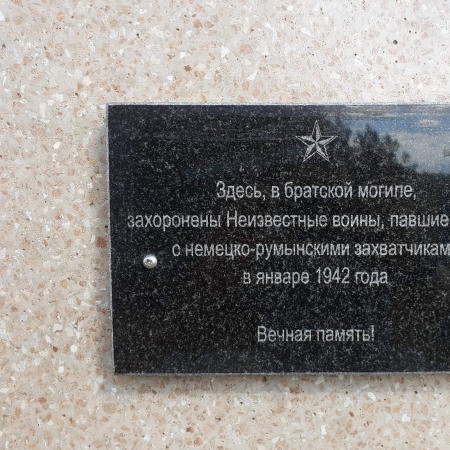 Здесь, в братской могиле,
захоронены Неизвестные воины, павшие
с немецко-румынскими захватчикам
в январе 1942 года
Вечная память!